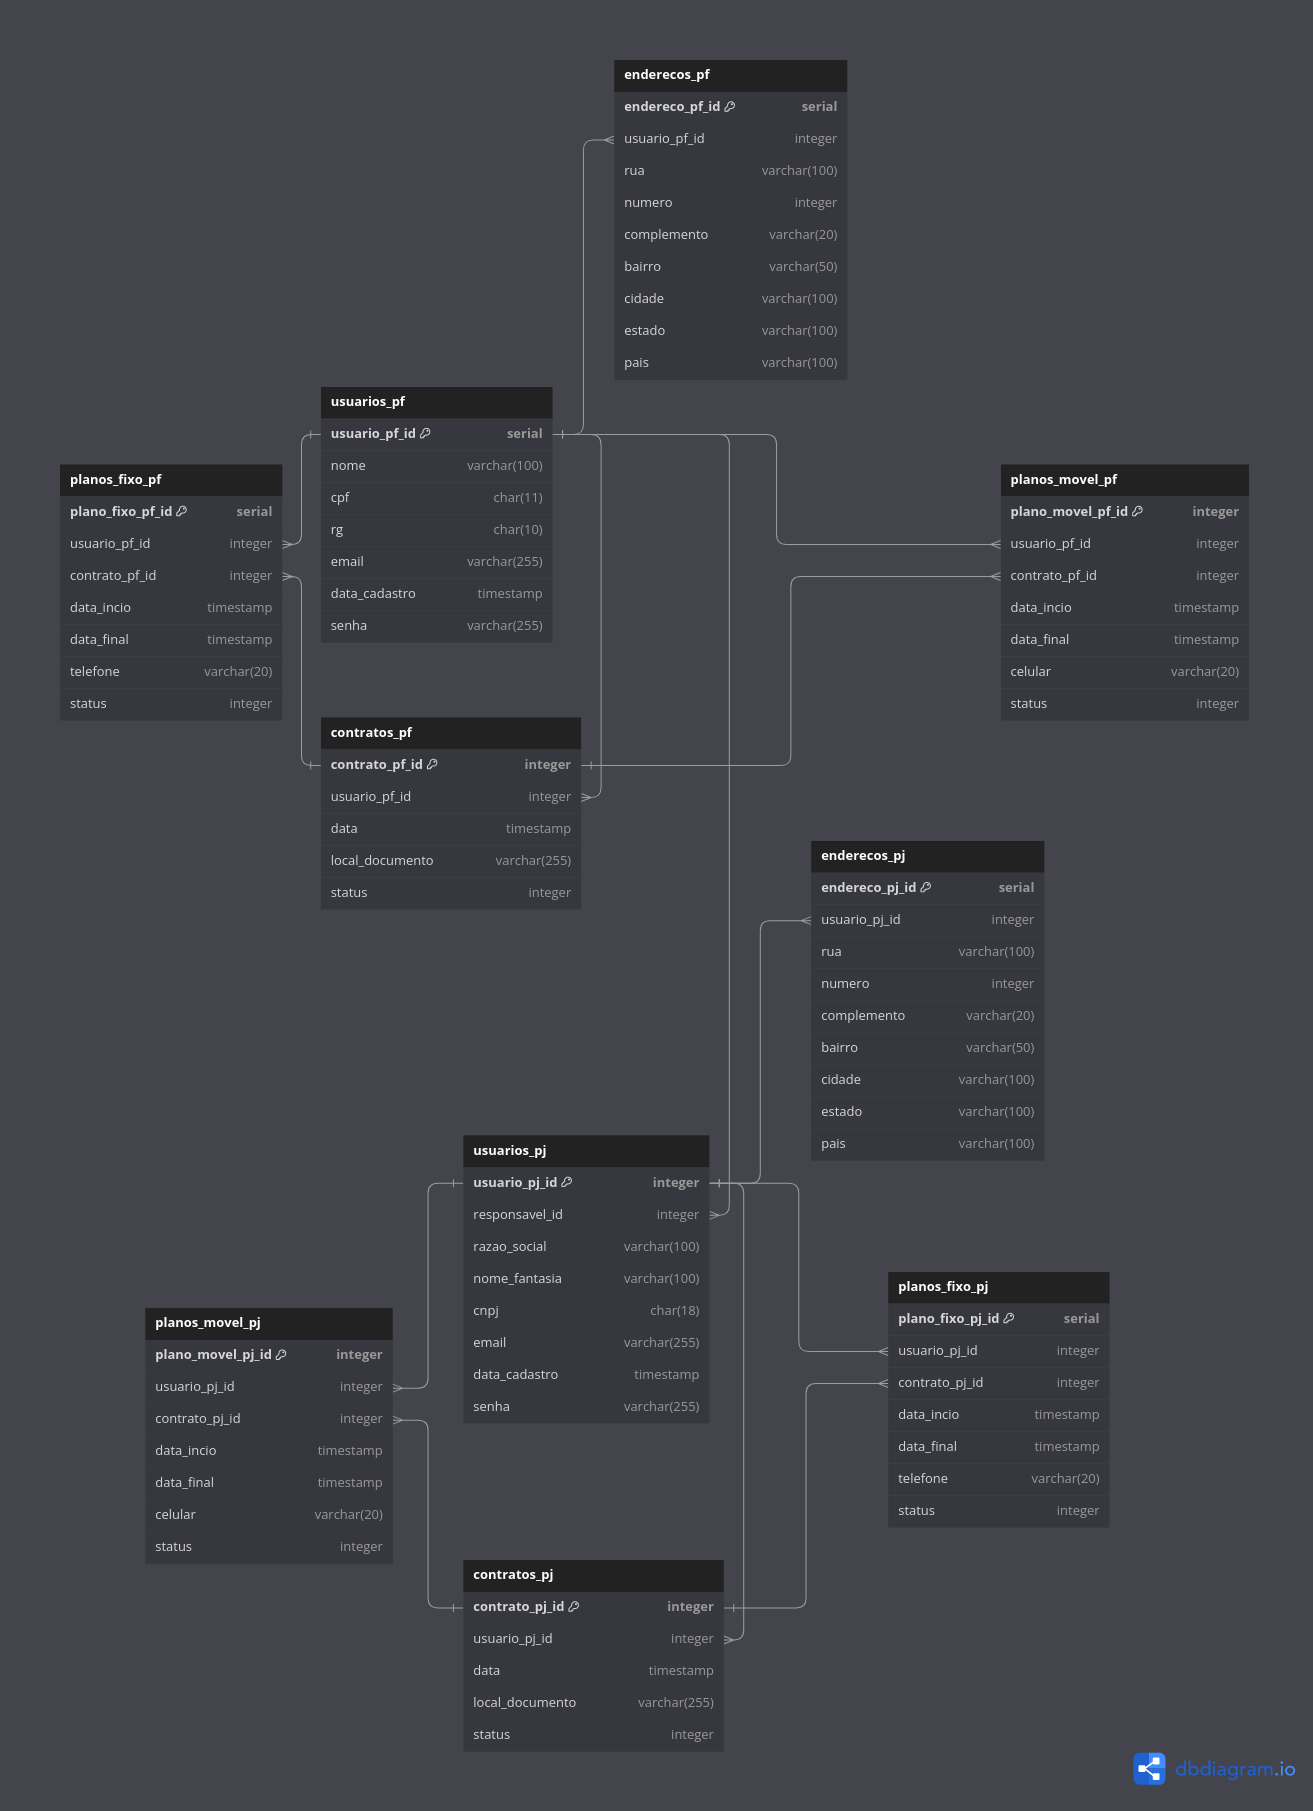 enderecos_pf
endereco_pf_id serial
usuario_pf_id integer
rua varchar(100)
numero integer
complemento varchar(20)
bairro varchar(50)
cidade varchar(100)
estado varchar(100)
pais varchar(100)
usuarios_pf
usuario_pf_id serial
nome varchar(100)
cpf char(11)
rg char(10)
email varchar(255)
data_cadastro timestamp
senha varchar(255)
planos_fixo_pf
plano_fixo_pf_id serial
usuario_pf_id integer
contrato_pf_id integer
data_incio timestamp
data_final timestamp
telefone varchar(20)
status integer
planos_movel_pf
plano_movel_pf_id integer
usuario_pf_id integer
contrato_pf_id integer
data_incio timestamp
data_final timestamp
celular varchar(20)
status integer
contratos_pf
contrato_pf_id integer
usuario_pf_id integer
data timestamp
local_documento varchar(255)
status integer
enderecos_pj
endereco_pj_id serial
usuario_pj_id integer
rua varchar(100)
numero integer
complemento varchar(20)
bairro varchar(50)
cidade varchar(100)
estado varchar(100)
pais varchar(100)
usuarios_pj
usuario_pj_id integer
responsavel_id integer
razao_social varchar(100)
nome_fantasia varchar(100)
cnpj char(18)
email varchar(255)
data_cadastro timestamp
senha varchar(255)
planos_fixo_pj
plano_fixo_pj_id serial
usuario_pj_id integer
contrato_pj_id integer
data_incio timestamp
data_final timestamp
telefone varchar(20)
status integer
planos_movel_pj
plano_movel_pj_id integer
usuario_pj_id integer
contrato_pj_id integer
data_incio timestamp
data_final timestamp
celular varchar(20)
status integer
contratos_pj
contrato_pj_id integer
usuario_pj_id integer
data timestamp
local_documento varchar(255)
status integer
dbdiagram.io